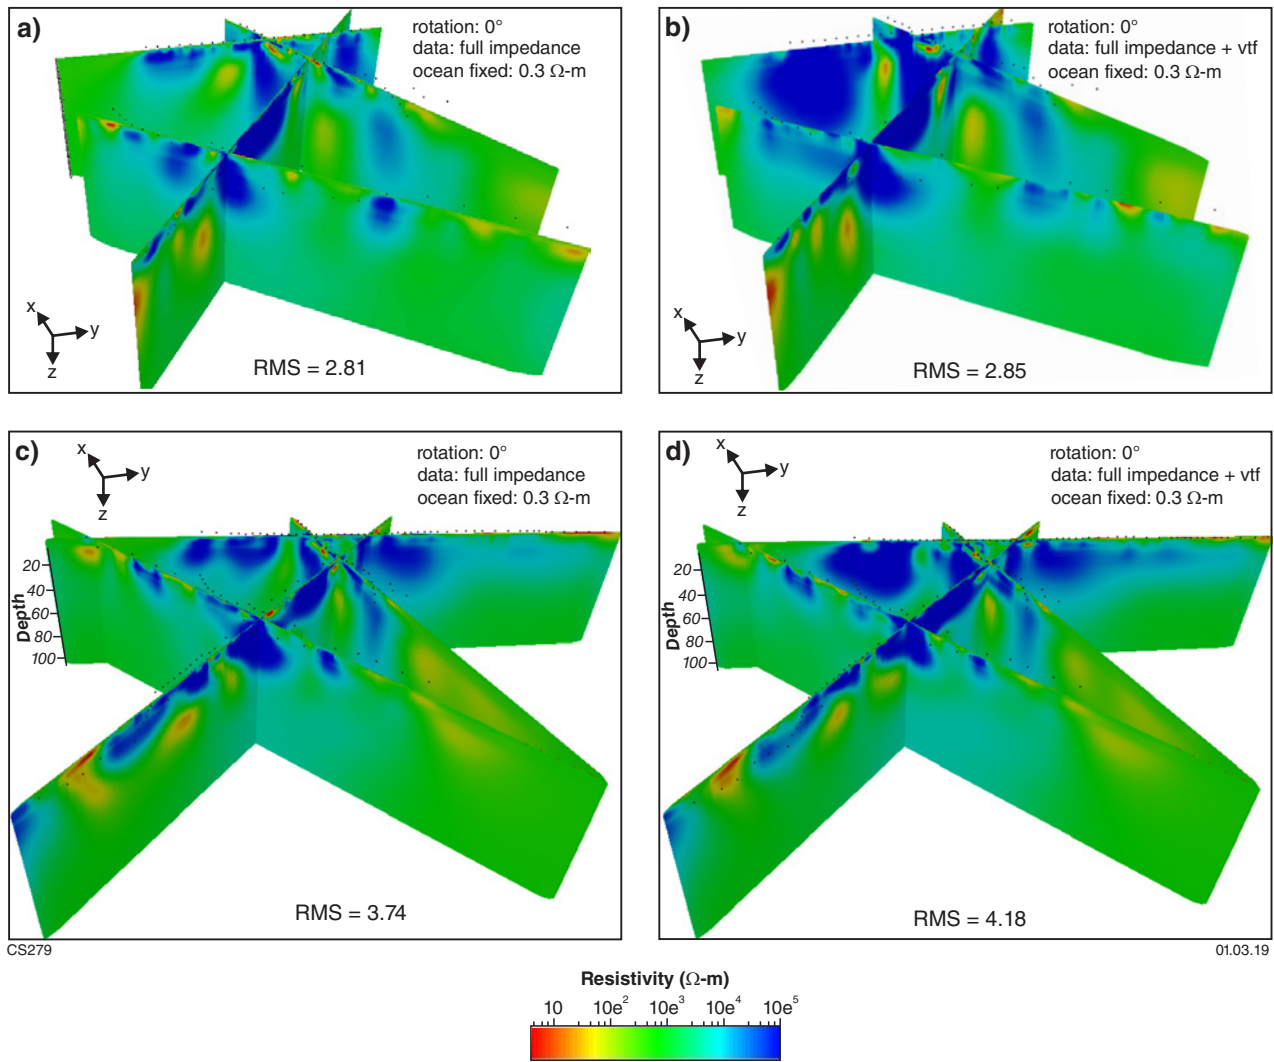 a)
rotation: 0°
data: full impedance
ocean fixed: 0.3 Ω-m
x
y
z
RMS = 2.81
b)
rotation: 0°
data: full impedance + vtf
ocean fixed: 0.3 Ω-m
x
y
z
RMS = 2.85
c)
x
y
z
rotation: 0°
data: full impedance
ocean fixed: 0.3 Ω-m
20
40
60
80
100
Depth
RMS = 3.74
d)
x
y
z
rotation: 0°
data: full impedance + vtf
ocean fixed: 0.3 Ω-m
20
40
60
80
100
Depth
RMS = 4.18
CS279
01.03.19
Resistivity (Ω-m)
10 10e² 10e³ 10e⁴ 10e⁵